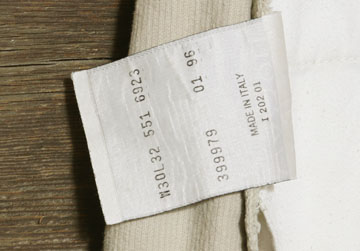 W30L32 551 6923
399979 01 96
MADE IN ITALY
I 202 01